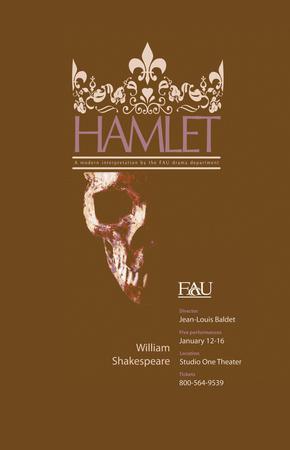 HAMLET
A modern interpretation by the FAU drama department
FAU
Director
Jean-Louis Baldet
Five performances
January 12-16
William
Shakespeare
Location
Studio One Theater
Tickets
800-564-9539